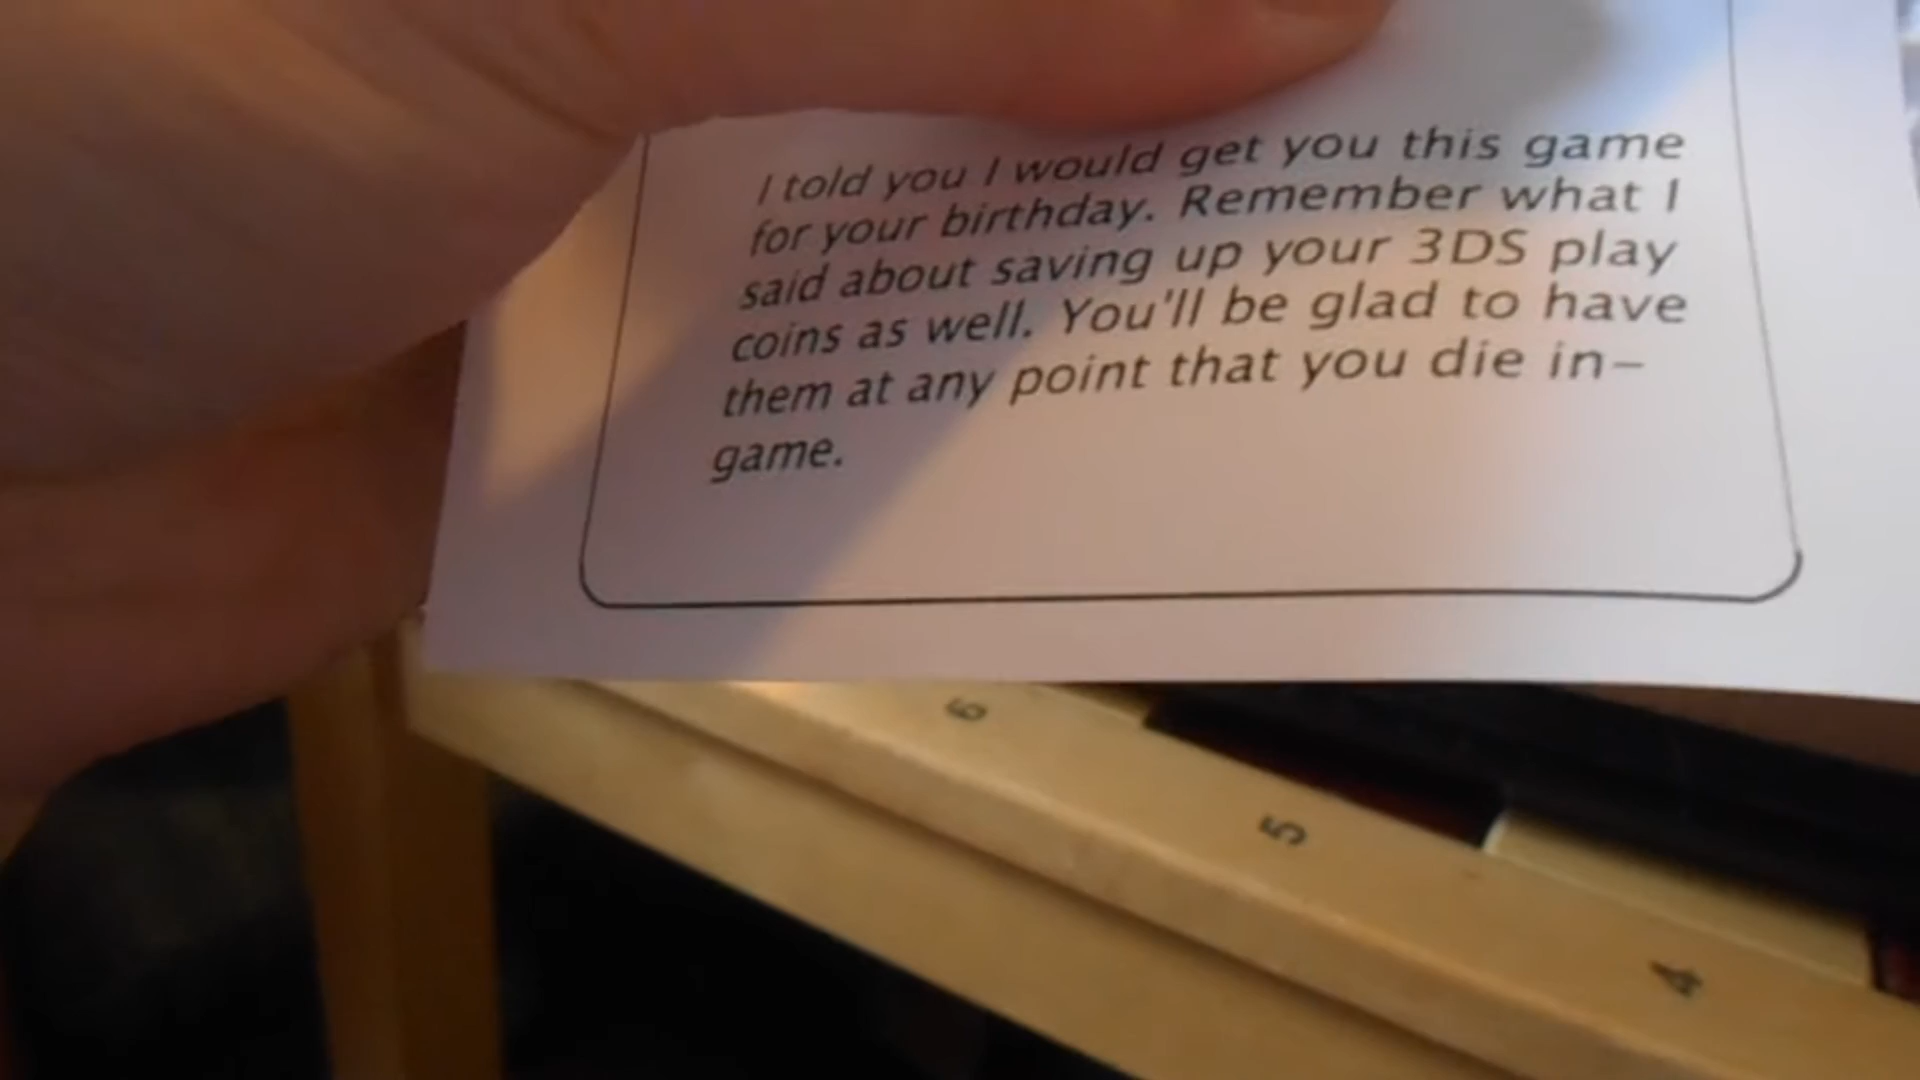 I told you I would get you this game
for your birthday. Remember what I
said about saving up your 3DS play
coins as well. You'll be glad to have
them at any point that you die in-
game.
6
5
4